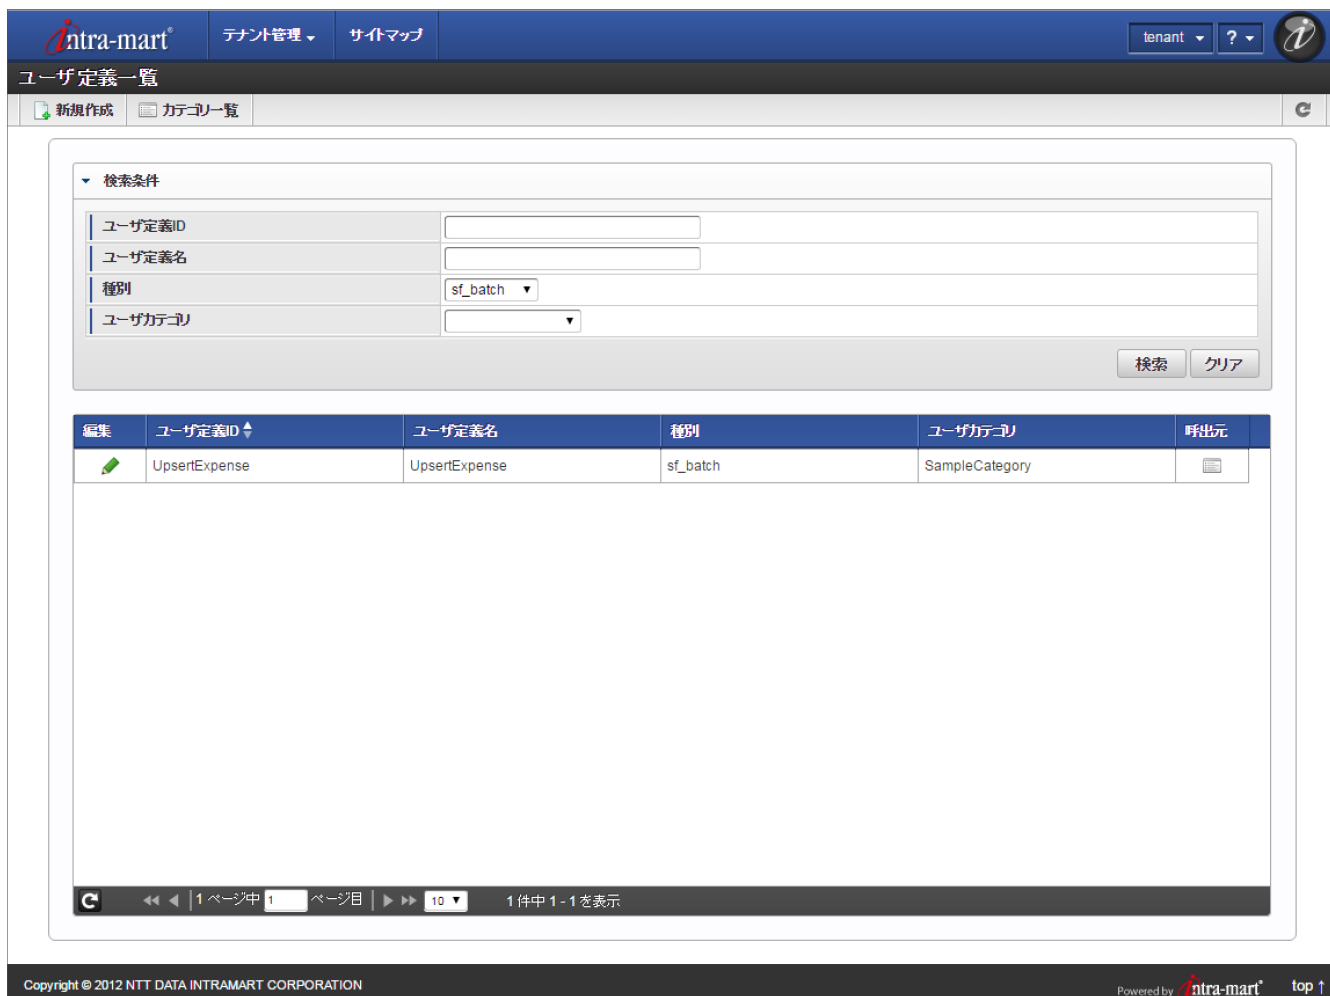 intra-mart® テナント管理 サイトマップ tenant ?
ユーザ定義一覧
新規作成 カテゴリ一覧
検索条件
ユーザ定義ID
ユーザ定義名
種別 sf_batch
ユーザカテゴリ
検索 クリア
編集 ユーザ定義ID ユーザ定義名 種別 ユーザカテゴリ 呼出元
UpsertExpense UpsertExpense sf_batch SampleCategory
1 ページ中 1 ページ目 10 1 件中 1 - 1 を表示
Copyright © 2012 NTT DATA INTRAMART CORPORATION Powered by intra-mart® top ↑